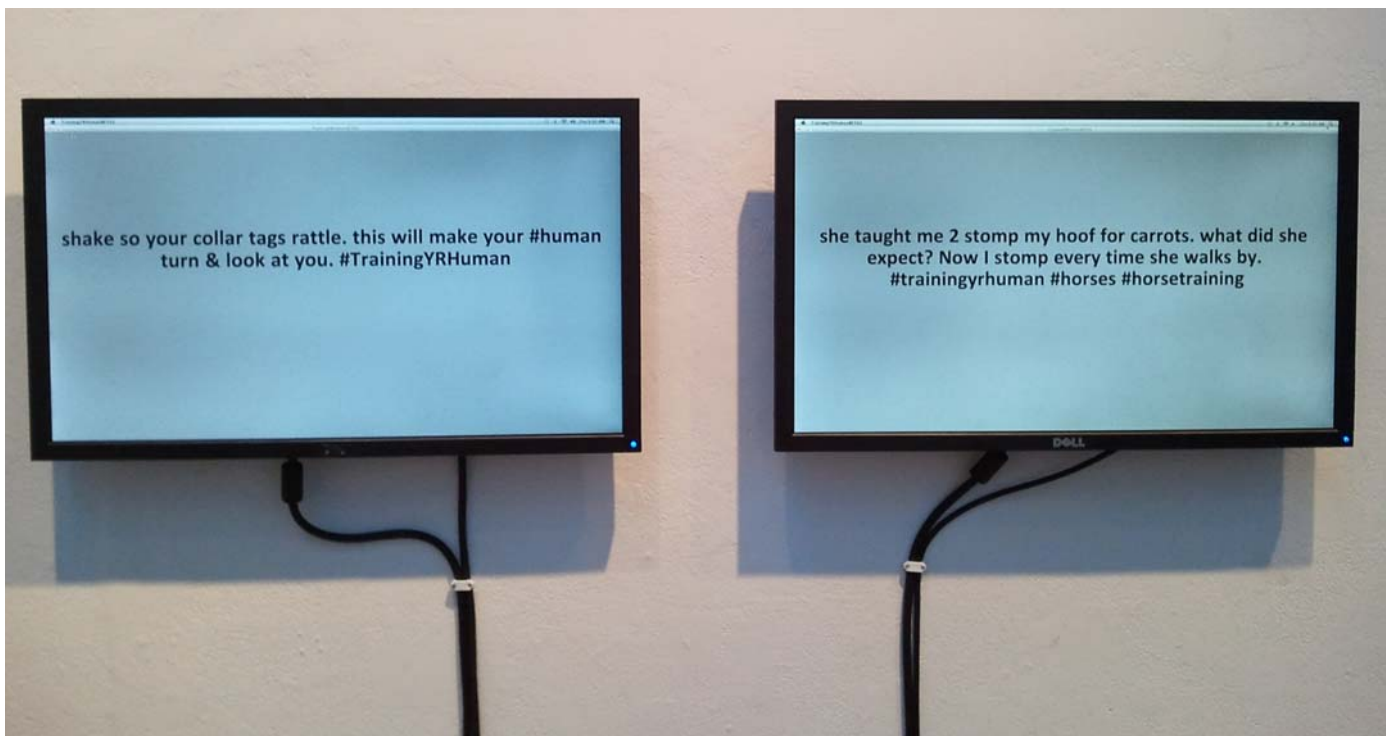 shake so your collar tags rattle. this will make your #human
turn & look at you. #TrainingYRHuman
she taught me 2 stomp my hoof for carrots. what did she
expect? Now I stomp every time she walks by.
#trainingyrhuman #horses #horsetraining
DELL